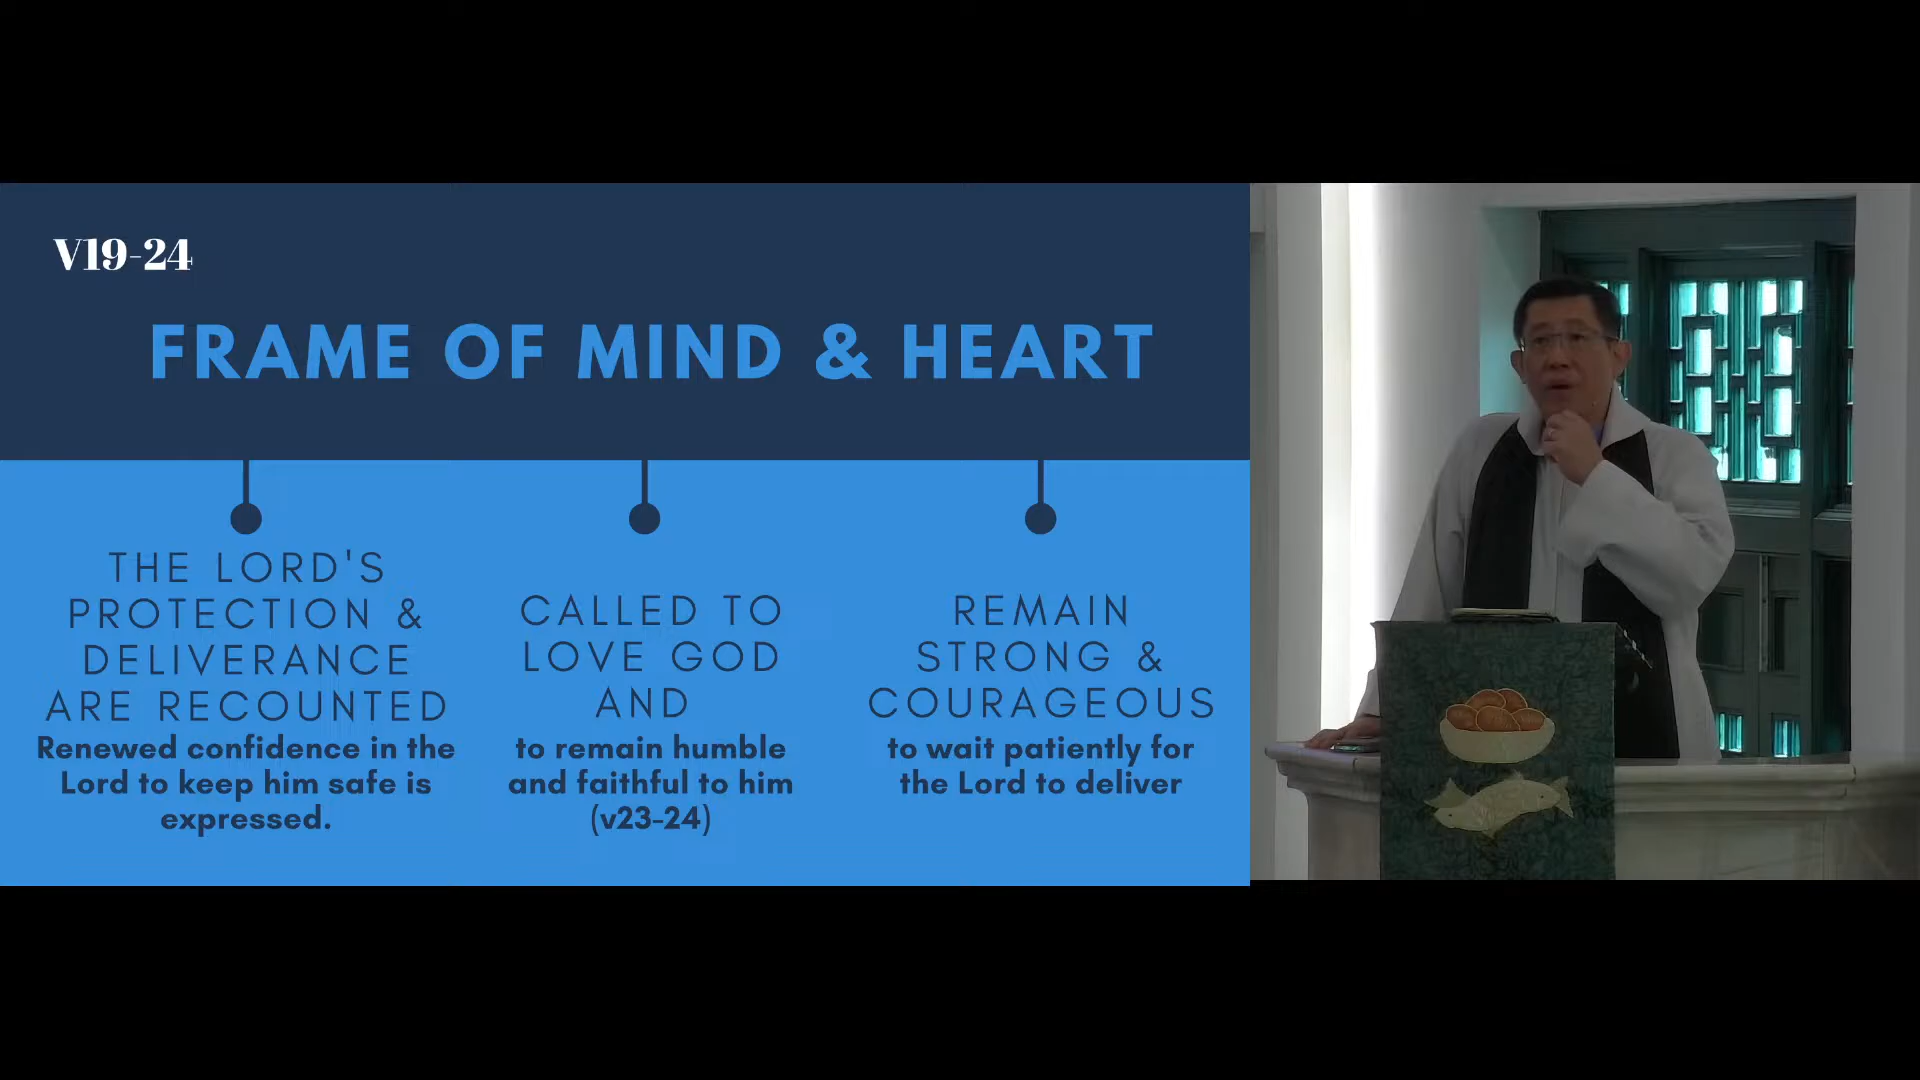 V19-24
FRAME OF MIND & HEART
THE LORD'S
PROTECTION &
DELIVERANCE
ARE RECOUNTED
Renewed confidence in the
Lord to keep him safe is
expressed.
CALLED TO
LOVE GOD
AND
to remain humble
and faithful to him
(v23-24)
REMAIN
STRONG &
COURAGEOUS
to wait patiently for
the Lord to deliver